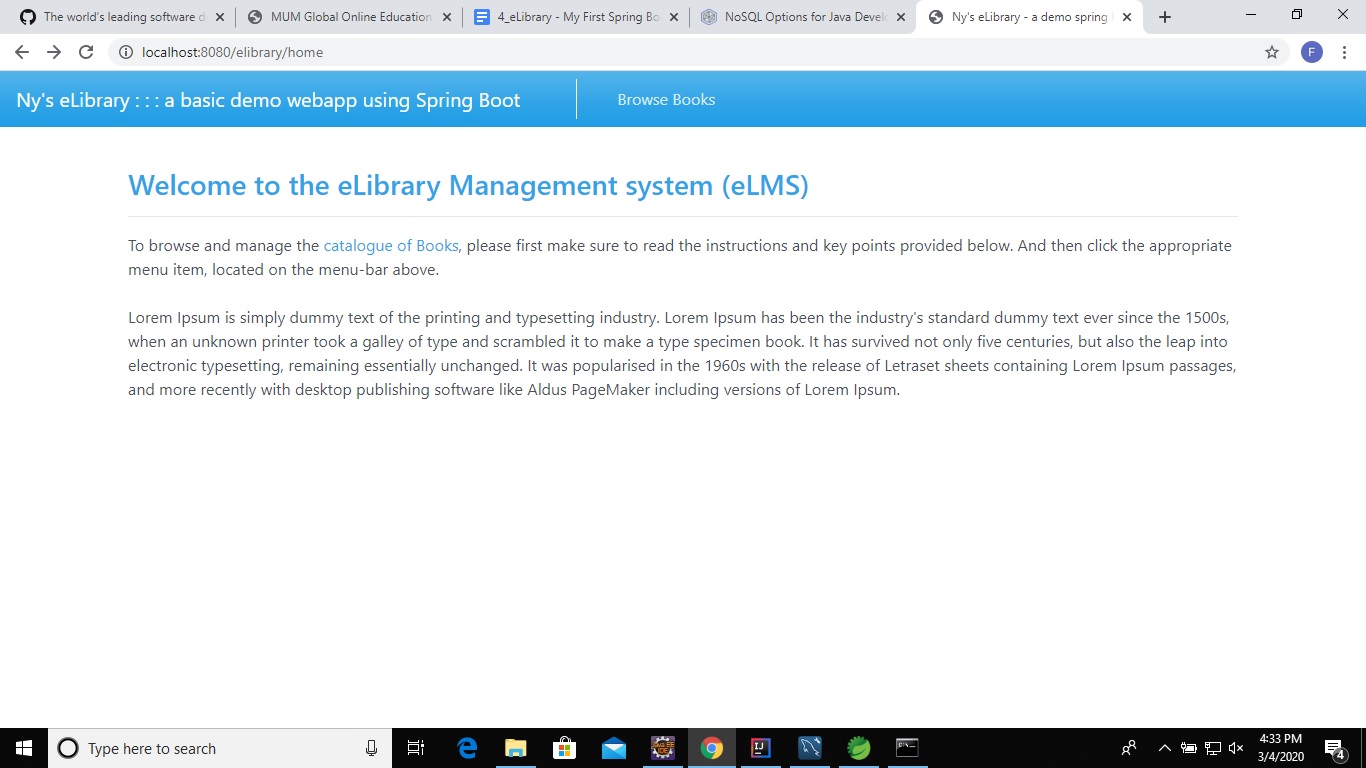 The world's leading software d
MUM Global Online Education
4_eLibrary - My First Spring Bo
NoSQL Options for Java Develo
Ny's eLibrary - a demo spring
localhost:8080/elibrary/home
F
Ny's eLibrary : : : a basic demo webapp using Spring Boot
Browse Books
Welcome to the eLibrary Management system (eLMS)
To browse and manage the catalogue of Books, please first make sure to read the instructions and key points provided below. And then click the appropriate
menu item, located on the menu-bar above.
Lorem Ipsum is simply dummy text of the printing and typesetting industry. Lorem Ipsum has been the industry's standard dummy text ever since the 1500s,
when an unknown printer took a galley of type and scrambled it to make a type specimen book. It has survived not only five centuries, but also the leap into
electronic typesetting, remaining essentially unchanged. It was popularised in the 1960s with the release of Letraset sheets containing Lorem Ipsum passages,
and more recently with desktop publishing software like Aldus PageMaker including versions of Lorem Ipsum.
Type here to search
IJ
4:33 PM
3/4/2020
4